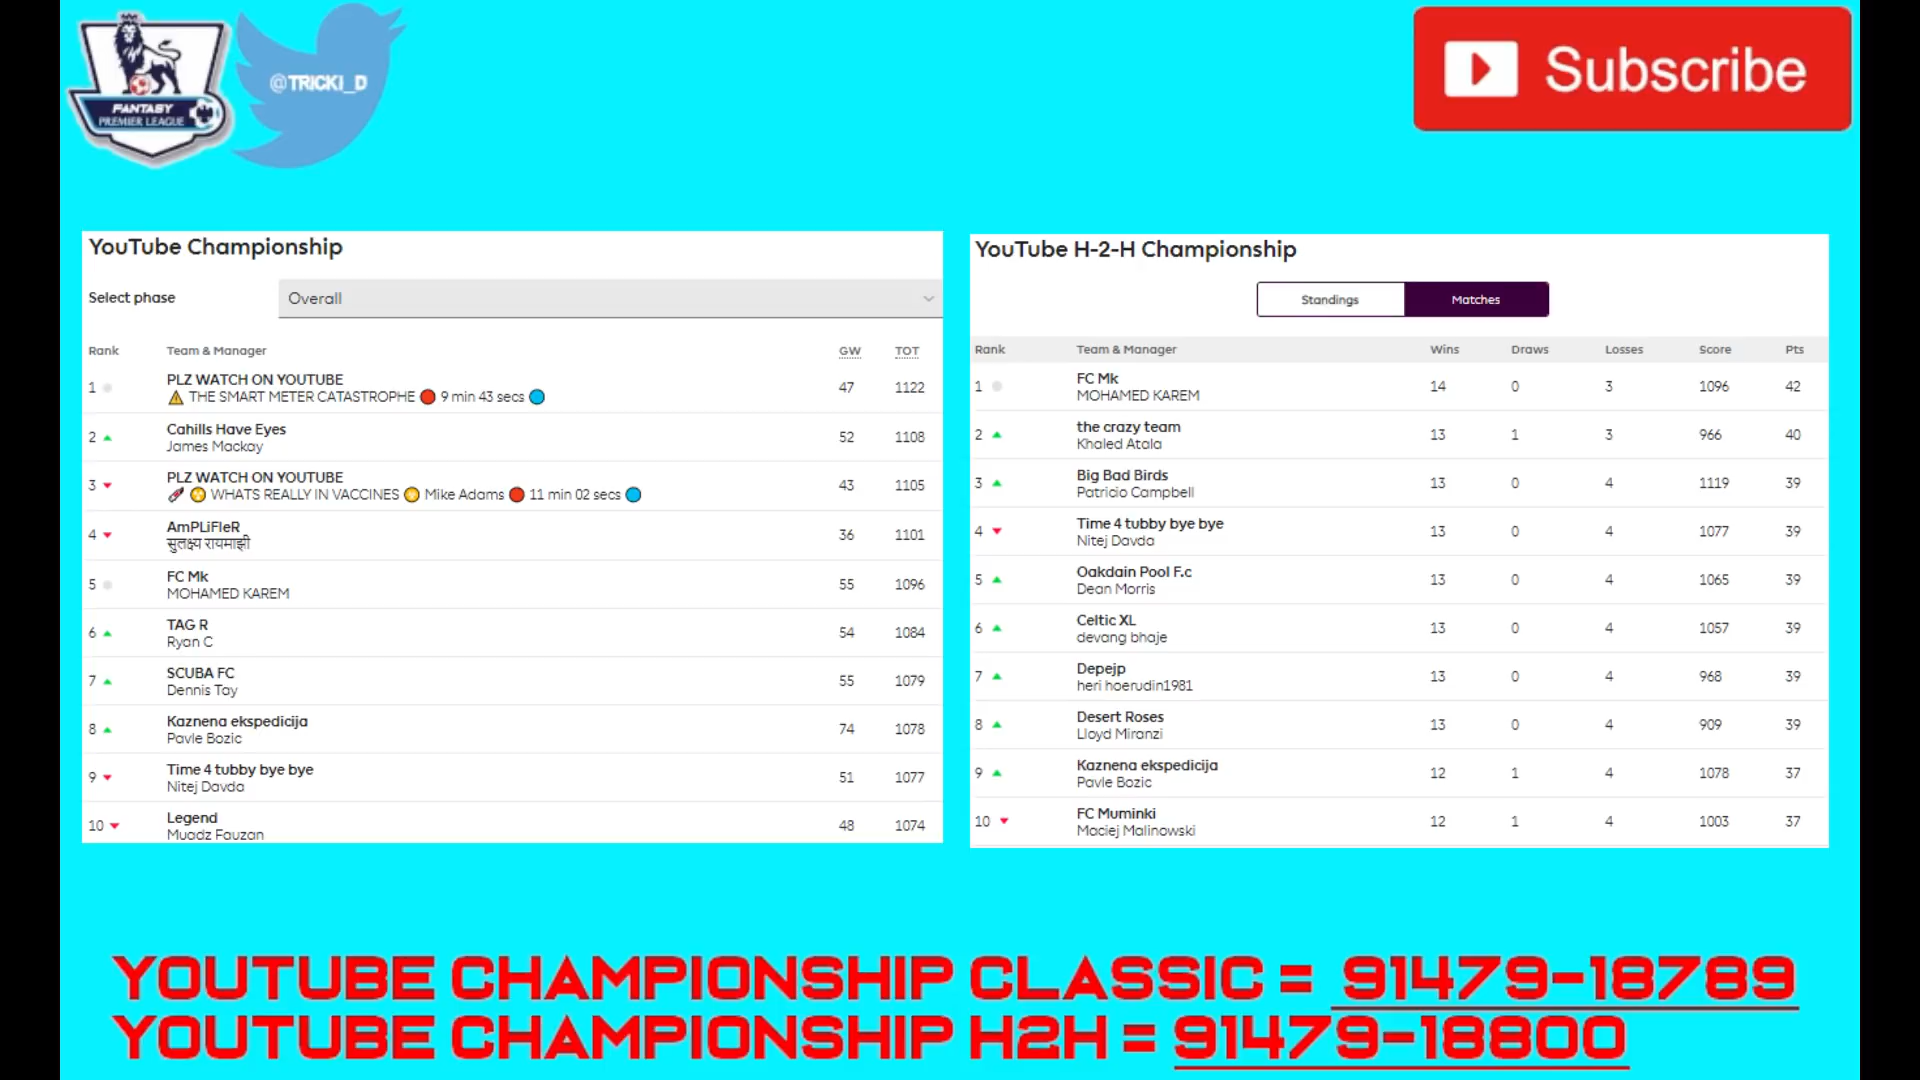 FANTASY
PREMIER LEAGUE
@TRICKI_D
Subscribe
YouTube Championship
Select phase
Overall
Rank Team & Manager GW TOT
1 PLZ WATCH ON YOUTUBE 47 1122
⚠ THE SMART METER CATASTROPHE 🔴 9 min 43 secs 🔵
2 Cahills Have Eyes 52 1108
James Mackay
3 PLZ WATCH ON YOUTUBE 43 1105
WHATS REALLY IN VACCINES Mike Adams 🔴 11 min 02 secs 🔵
4 AmPLiFIeR 36 1101
सुलक्ष्य रायमाझी
5 FC Mk 55 1096
MOHAMED KAREM
6 TAG R 54 1084
Ryan C
7 SCUBA FC 55 1079
Dennis Tay
8 Kaznena ekspedicija 74 1078
Pavle Bozic
9 Time 4 tubby bye bye 51 1077
Nitej Davda
10 Legend 48 1074
Muadz Fauzan
YouTube H-2-H Championship
Standings Matches
Rank Team & Manager Wins Draws Losses Score Pts
1 FC Mk 14 0 3 1096 42
MOHAMED KAREM
2 the crazy team 13 1 3 966 40
Khaled Atala
3 Big Bad Birds 13 0 4 1119 39
Patricio Campbell
4 Time 4 tubby bye bye 13 0 4 1077 39
Nitej Davda
5 Oakdain Pool F.c 13 0 4 1065 39
Dean Morris
6 Celtic XL 13 0 4 1057 39
devang bhaje
7 Depejp 13 0 4 968 39
heri hoerudin1981
8 Desert Roses 13 0 4 909 39
Lloyd Miranzi
9 Kaznena ekspedicija 12 1 4 1078 37
Pavle Bozic
10 FC Muminki 12 1 4 1003 37
Maciej Malinowski
YOUTUBE CHAMPIONSHIP CLASSIC = 91479-18789
YOUTUBE CHAMPIONSHIP H2H = 91479-18800